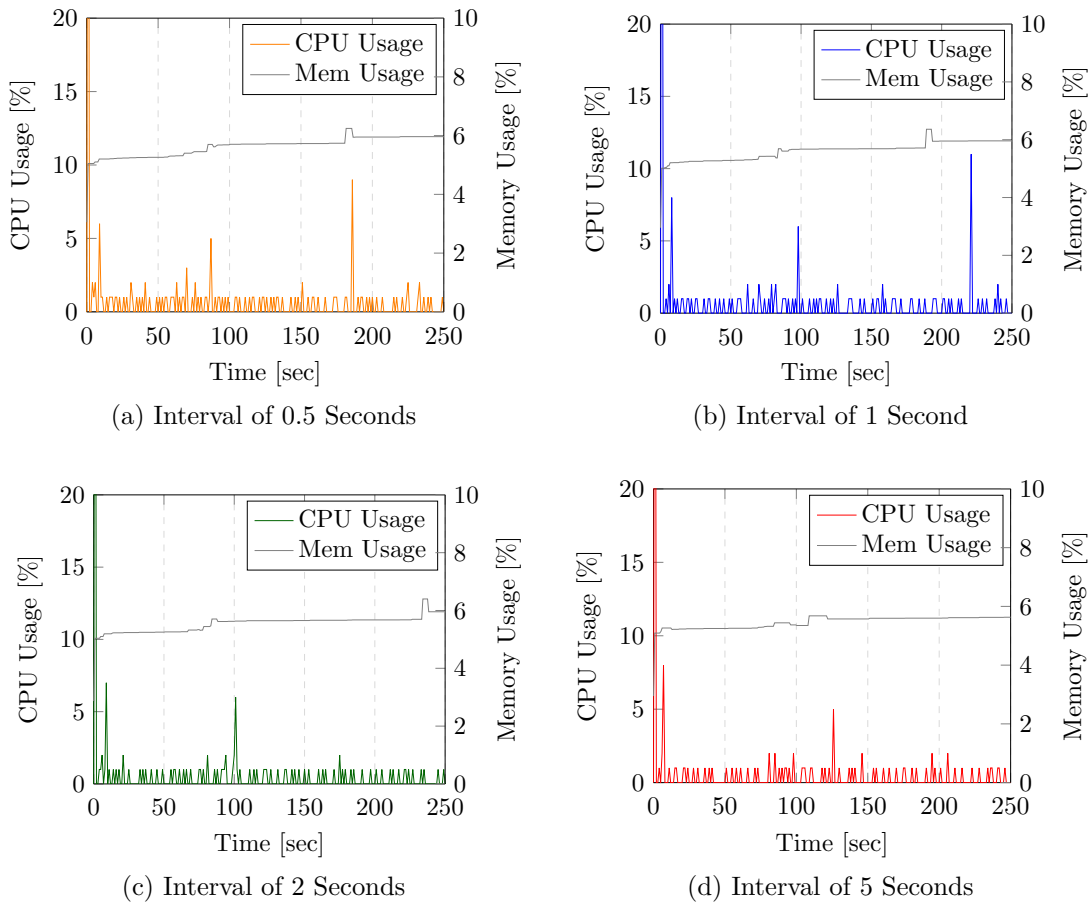 20
15
10
5
0
CPU Usage [%]
10
8
6
4
2
0
Memory Usage [%]
CPU Usage
Mem Usage
0 50 100 150 200 250
Time [sec]
(a) Interval of 0.5 Seconds
20
15
10
5
0
CPU Usage [%]
10
8
6
4
2
0
Memory Usage [%]
CPU Usage
Mem Usage
0 50 100 150 200 250
Time [sec]
(b) Interval of 1 Second
20
15
10
5
0
CPU Usage [%]
10
8
6
4
2
0
Memory Usage [%]
CPU Usage
Mem Usage
0 50 100 150 200 250
Time [sec]
(c) Interval of 2 Seconds
20
15
10
5
0
CPU Usage [%]
10
8
6
4
2
0
Memory Usage [%]
CPU Usage
Mem Usage
0 50 100 150 200 250
Time [sec]
(d) Interval of 5 Seconds